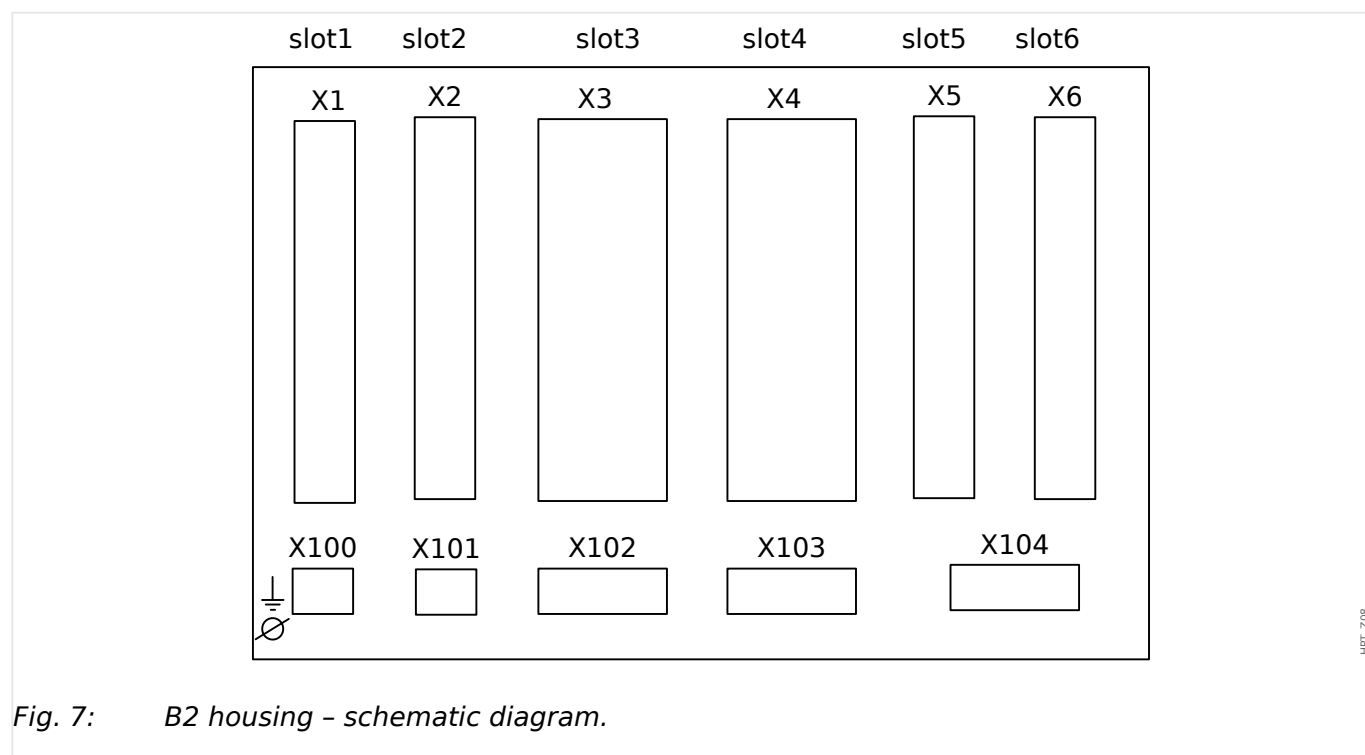 slot1 slot2 slot3 slot4 slot5 slot6
X1 X2 X3 X4 X5 X6
X100 X101 X102 X103 X104
Fig. 7: B2 housing – schematic diagram.